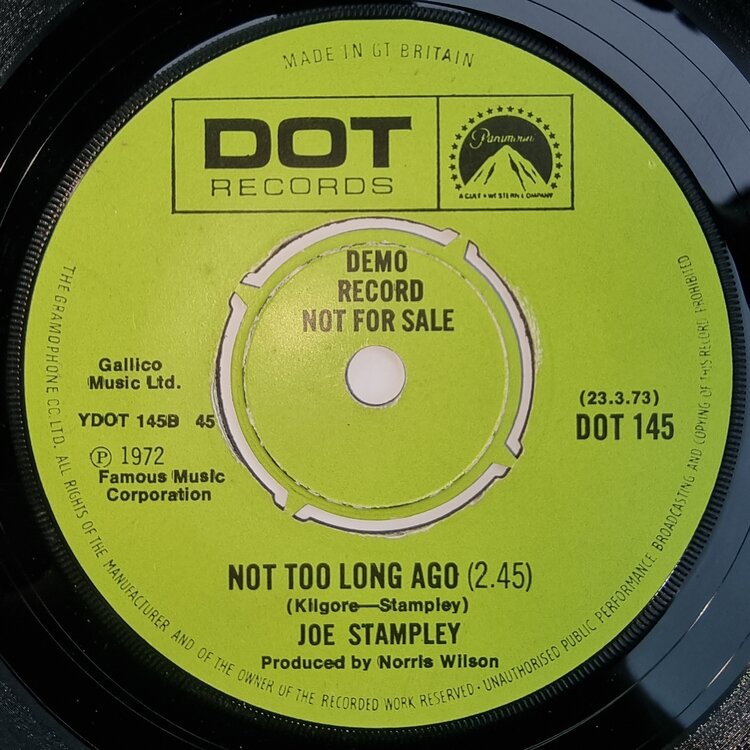 MADE IN GT BRITAIN
DOT
RECORDS
Paramount
A GULF + WESTERN COMPANY
DEMO
RECORD
NOT FOR SALE
Gallico
Music Ltd.
YDOT 145B 45
Ⓟ 1972
Famous Music
Corporation
(23.3.73)
DOT 145
NOT TOO LONG AGO (2.45)
(Kilgore—Stampley)
JOE STAMPLEY
Produced by Norris Wilson
THE GRAMOPHONE CO. LTD. ALL RIGHTS OF THE MANUFACTURER AND OF THE OWNER OF THE RECORDED WORK RESERVED · UNAUTHORISED PUBLIC PERFORMANCE BROADCASTING AND COPYING OF THIS RECORD PROHIBITED